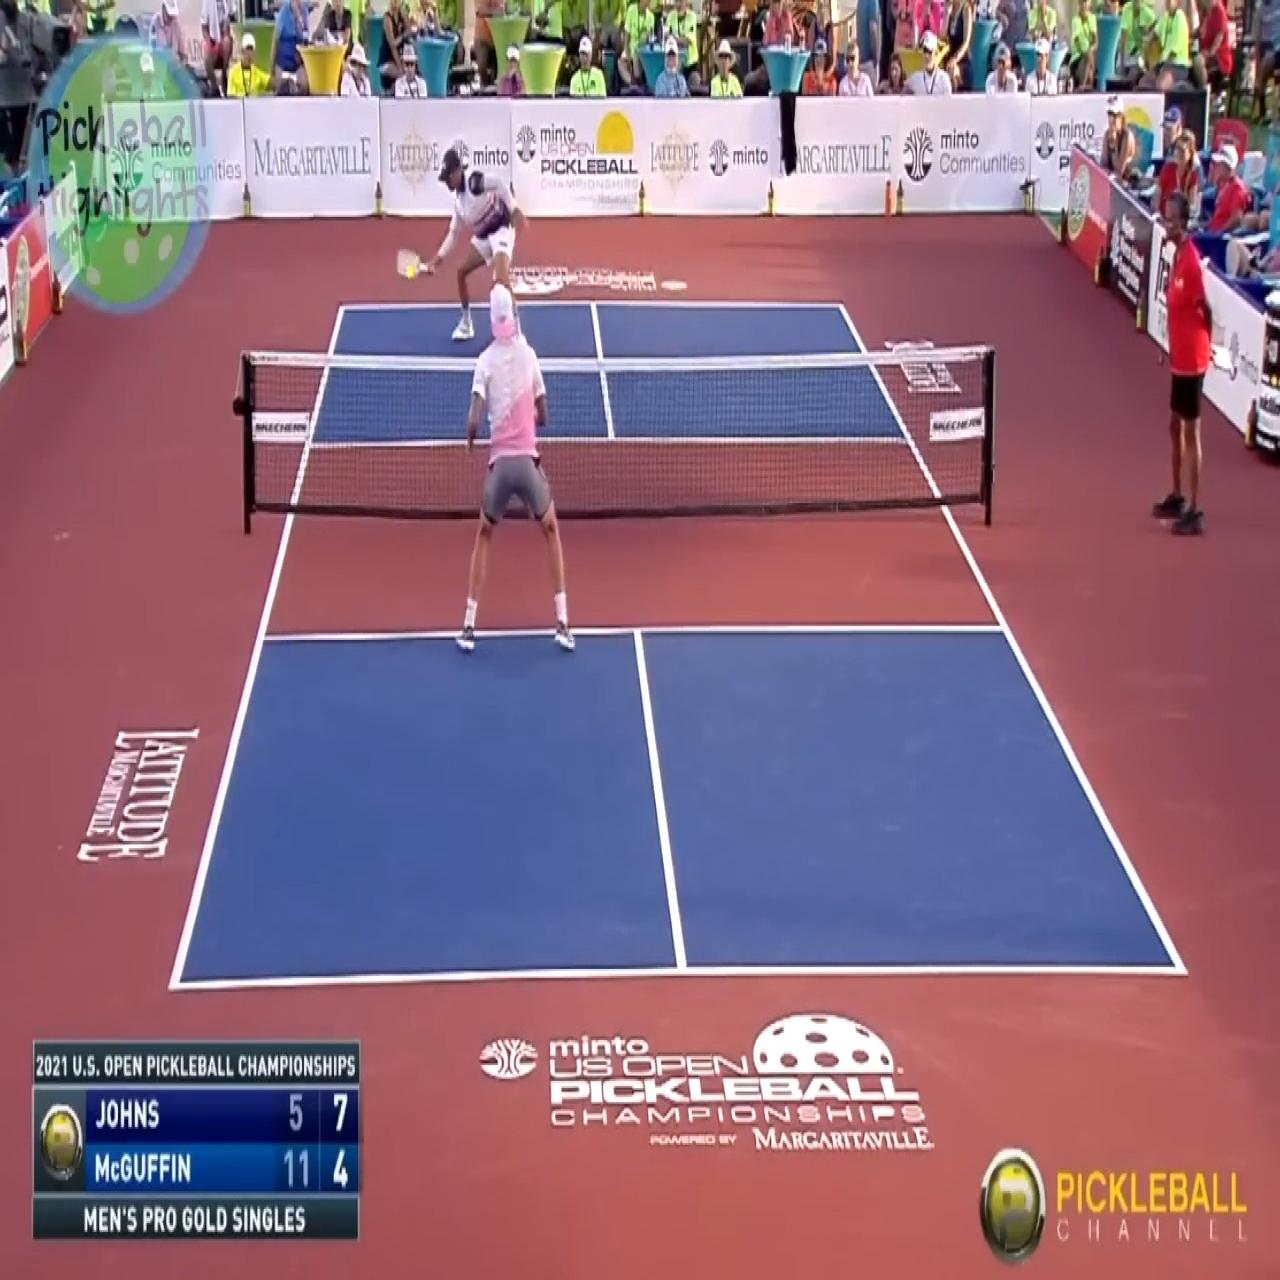 Pickleball
Highlights
minto
Communities
MARGARITAVILLE
LATITUDE
minto
minto
US OPEN
PICKLEBALL
CHAMPIONSHIPS
LATITUDE
minto
MARGARITAVILLE
minto
Communities
minto
SKECHERS
SKECHERS
LATITUDE
MARGARITAVILLE
minto
US OPEN
PICKLEBALL
CHAMPIONSHIPS
POWERED BY MARGARITAVILLE
2021 U.S. OPEN PICKLEBALL CHAMPIONSHIPS
JOHNS 5 7
McGUFFIN 11 4
MEN'S PRO GOLD SINGLES
PICKLEBALL
CHANNEL